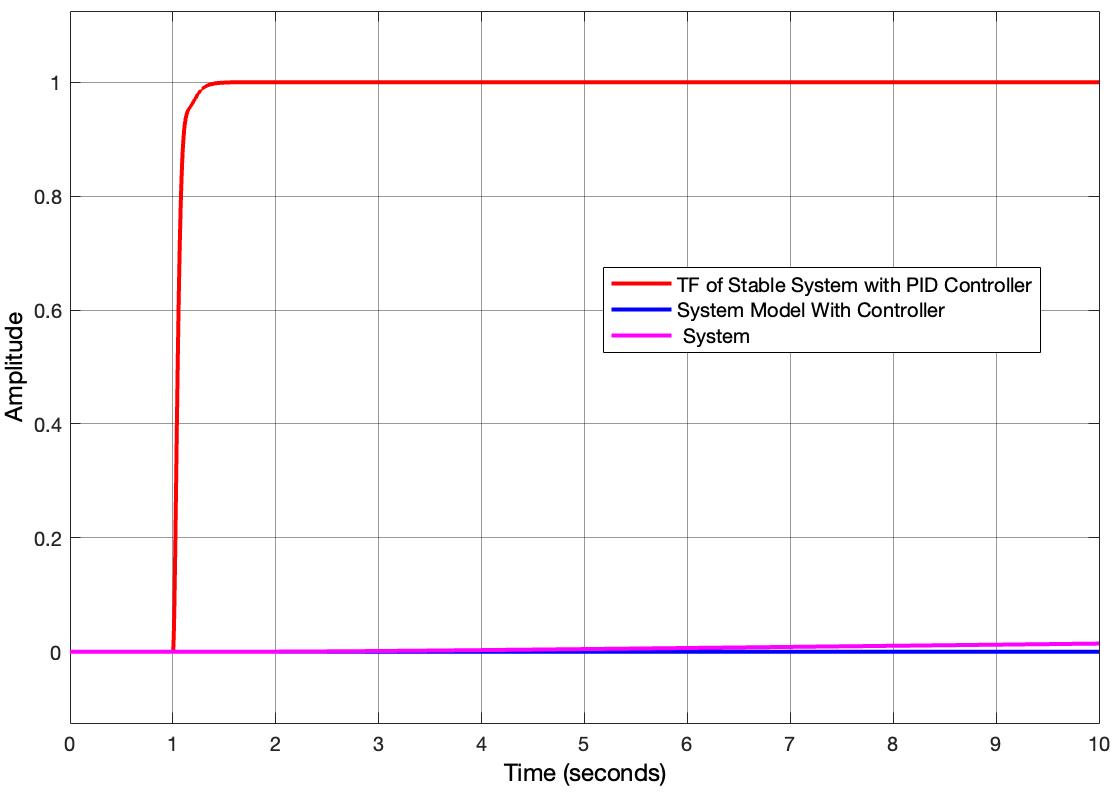 1
0.8
0.6
0.4
0.2
0
Amplitude
TF of Stable System with PID Controller
System Model With Controller
System
0 1 2 3 4 5 6 7 8 9 10
Time (seconds)